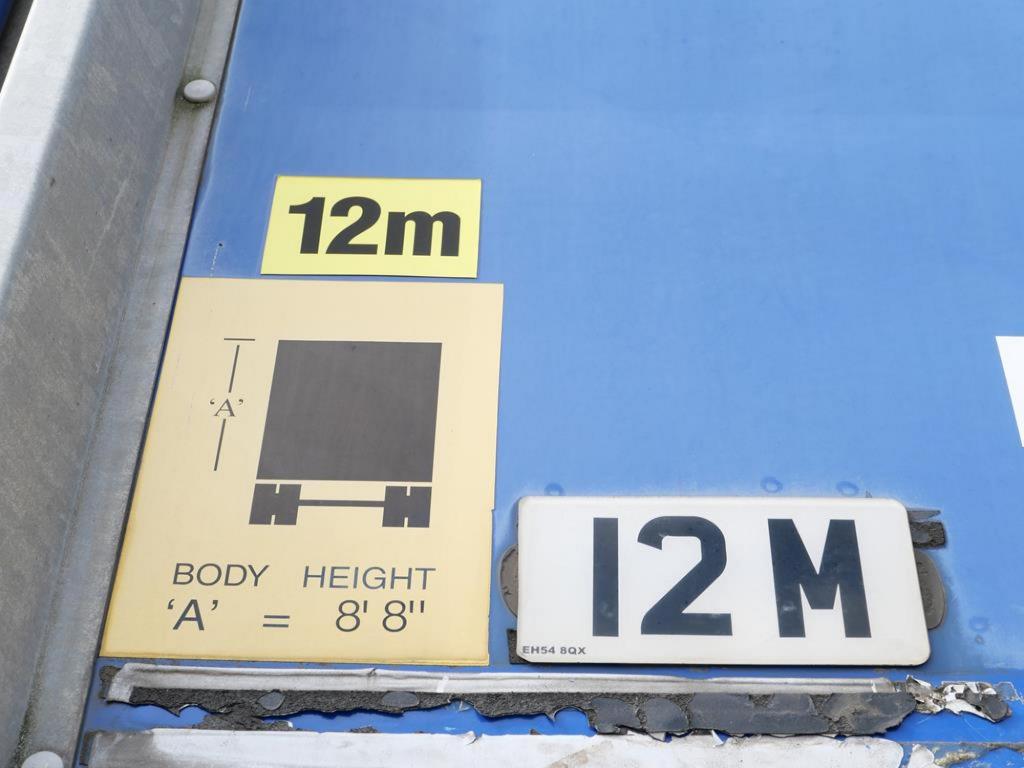 12m
‘A’
BODY HEIGHT
‘A’ = 8' 8"
12 M
EH54 8QX